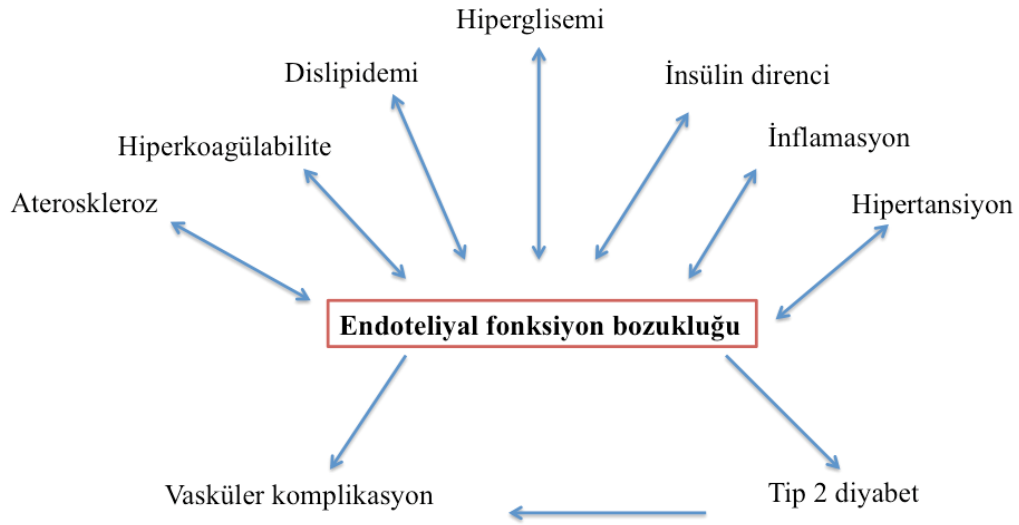 Hiperglisemi
Dislipidemi
İnsülin direnci
Hiperkoagülabilite
İnflamasyon
Ateroskleroz
Hipertansiyon
Endoteliyal fonksiyon bozukluğu
Vasküler komplikasyon
Tip 2 diyabet